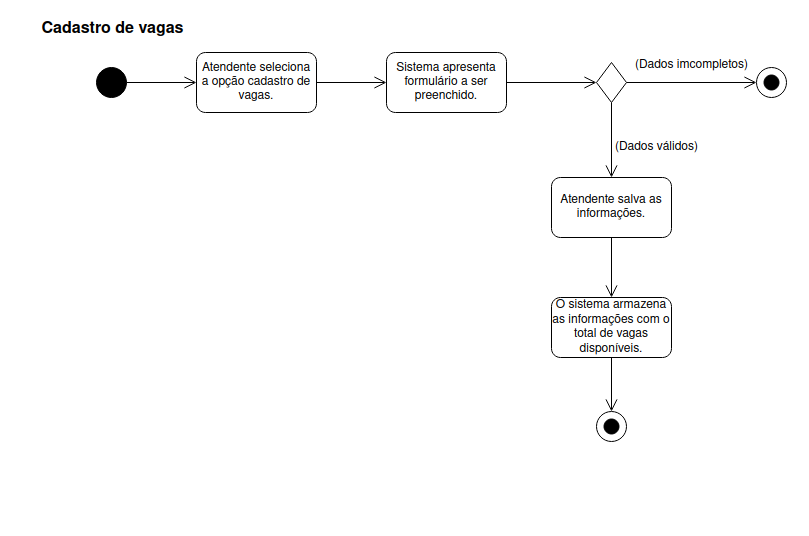 Cadastro de vagas
Atendente seleciona
a opção cadastro de
vagas.
Sistema apresenta
formulário a ser
preenchido.
(Dados imcompletos)
(Dados válidos)
Atendente salva as
informações.
O sistema armazena
as informações com o
total de vagas
disponíveis.